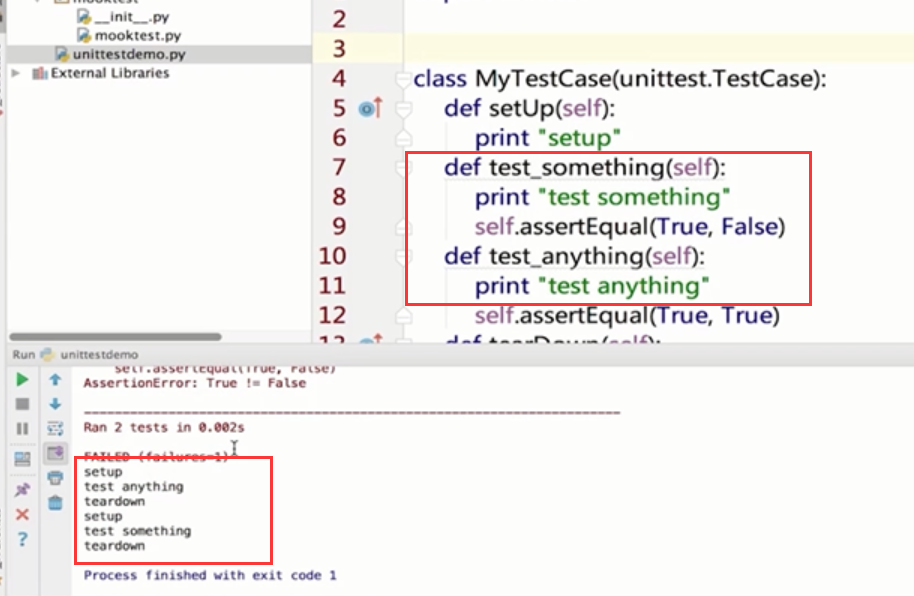 mooktest
__init__.py
mooktest.py
unittestdemo.py
External Libraries
2
3
4 class MyTestCase(unittest.TestCase):
5 def setUp(self):
6 print "setup"
7 def test_something(self):
8 print "test something"
9 self.assertEqual(True, False)
10 def test_anything(self):
11 print "test anything"
12 self.assertEqual(True, True)
13 def tearDown(self):
Run unittestdemo
self.assertEqual(True, False)
AssertionError: True != False
----------------------------------------------------------------------
Ran 2 tests in 0.002s
FAILED (failures=1)
setup
test anything
teardown
setup
test something
teardown
Process finished with exit code 1